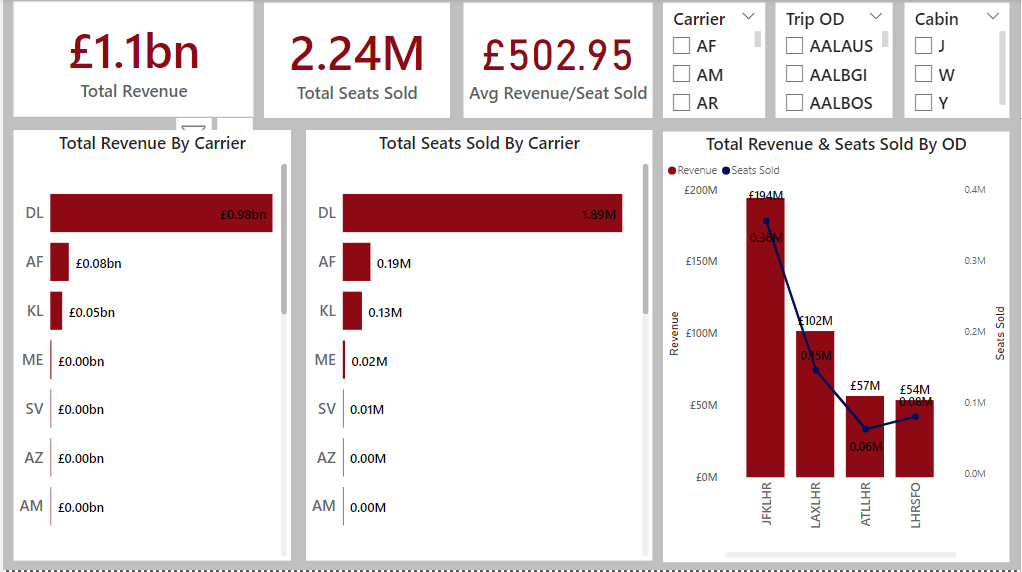 £1.1bn
Total Revenue
2.24M
Total Seats Sold
£502.95
Avg Revenue/Seat Sold
Carrier
AF
AM
AR
Trip OD
AALAUS
AALBGI
AALBOS
Cabin
J
W
Y
Total Revenue By Carrier
DL £0.98bn
AF £0.08bn
KL £0.05bn
ME £0.00bn
SV £0.00bn
AZ £0.00bn
AM £0.00bn
Total Seats Sold By Carrier
DL 1.89M
AF 0.19M
KL 0.13M
ME 0.02M
SV 0.01M
AZ 0.00M
AM 0.00M
Total Revenue & Seats Sold By OD
Revenue Seats Sold
£200M
£150M
£100M
£50M
£0M
Revenue
£194M
0.36M
£102M
0.15M
£57M
0.06M
£54M
0.08M
0.4M
0.3M
0.2M
0.1M
0.0M
Seats Sold
JFKLHR
LAXLHR
ATLLHR
LHRSFO